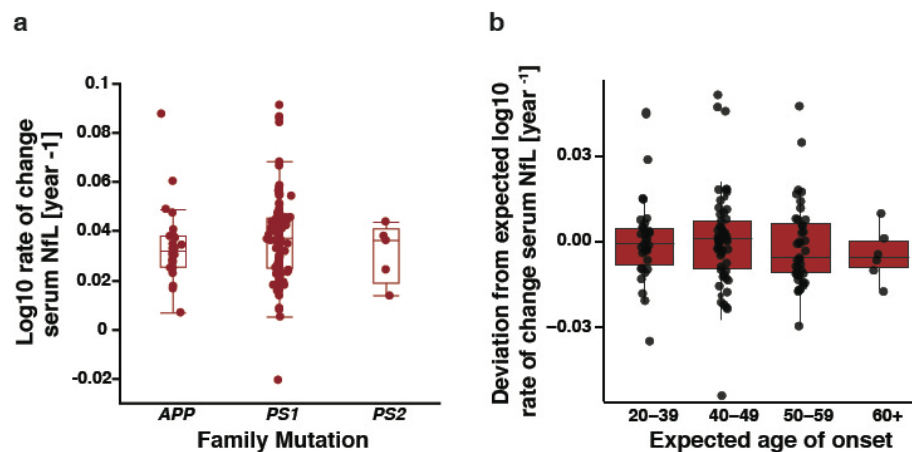 a
Log10 rate of change
serum NfL [year -1]
0.1
0.08
0.06
0.04
0.02
0
-0.02
APP
PS1
PS2
Family Mutation
b
Deviation from expected log10
rate of change serum NfL [year ⁻¹]
0.03
0.00
−0.03
20–39
40–49
50–59
60+
Expected age of onset